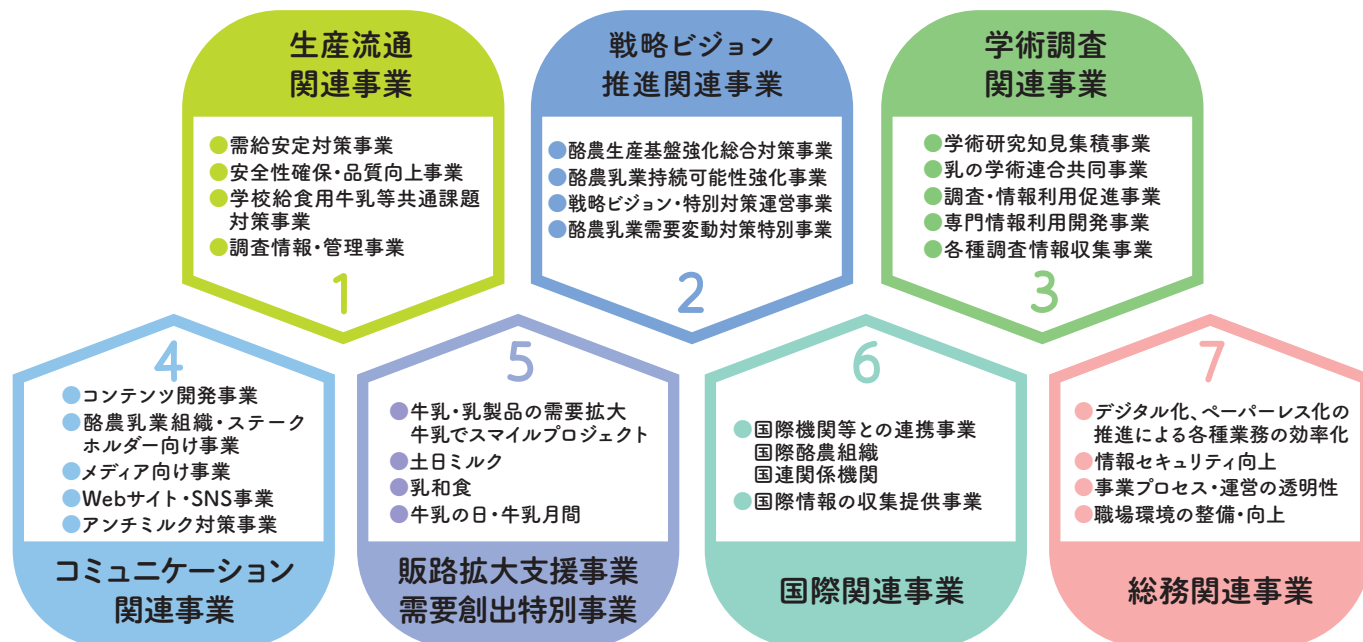 生産流通
関連事業
●需給安定対策事業
●安全性確保・品質向上事業
●学校給食用牛乳等共通課題
対策事業
●調査情報・管理事業
1
戦略ビジョン
推進関連事業
●酪農生産基盤強化総合対策事業
●酪農乳業持続可能性強化事業
●戦略ビジョン・特別対策運営事業
●酪農乳業需要変動対策特別事業
2
学術調査
関連事業
●学術研究知見集積事業
●乳の学術連合共同事業
●調査・情報利用促進事業
●専門情報利用開発事業
●各種調査情報収集事業
3
4
●コンテンツ開発事業
●酪農乳業組織・ステーク
ホルダー向け事業
●メディア向け事業
●Webサイト・SNS事業
●アンチミルク対策事業
コミュニケーション
関連事業
5
●牛乳・乳製品の需要拡大
牛乳でスマイルプロジェクト
●土日ミルク
●乳和食
●牛乳の日・牛乳月間
販路拡大支援事業
需要創出特別事業
6
●国際機関等との連携事業
国際酪農組織
国連関係機関
●国際情報の収集提供事業
国際関連事業
7
●デジタル化、ペーパーレス化の
推進による各種業務の効率化
●情報セキュリティ向上
●事業プロセス・運営の透明性
●職場環境の整備・向上
総務関連事業